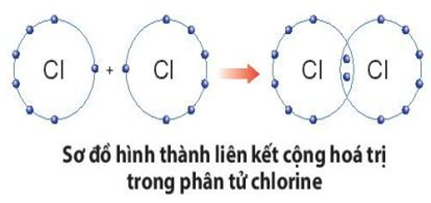 Cl + Cl Cl Cl
Sơ đồ hình thành liên kết cộng hoá trị
trong phân tử chlorine